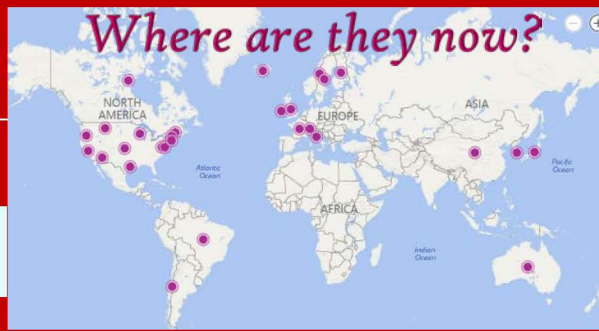 Where are they now?
NORTH
AMERICA
EUROPE
ASIA
Atlantic
Ocean
Pacific
Ocean
AFRICA
Indian
Ocean